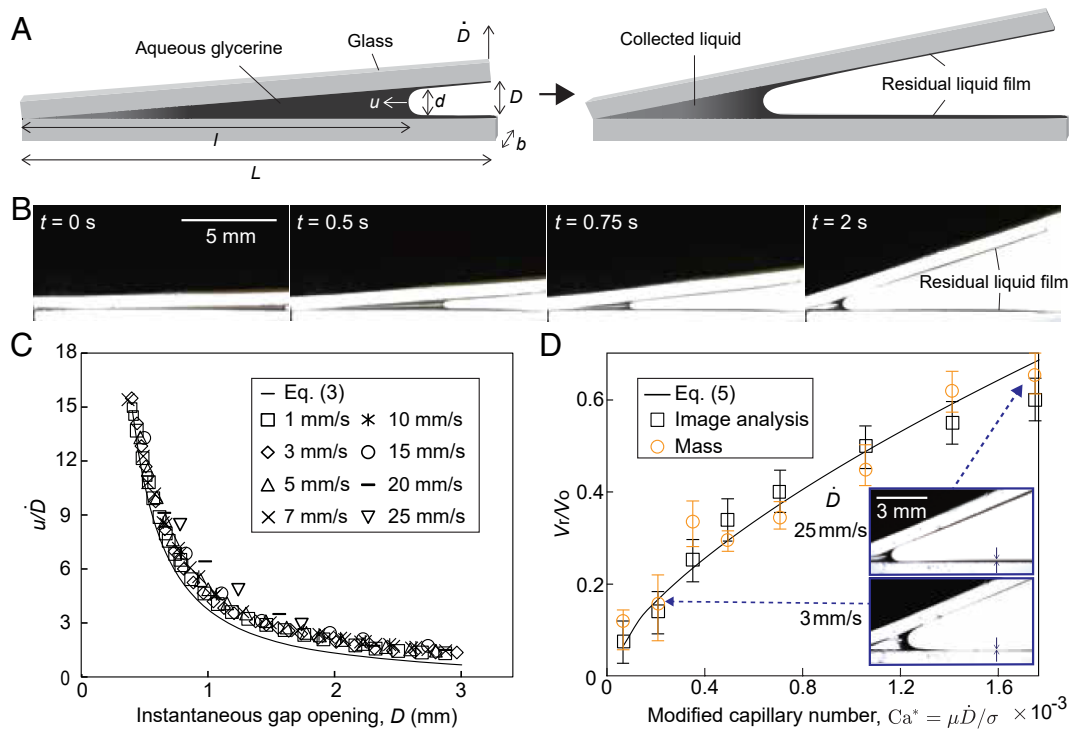 A
Aqueous glycerine
Glass
Ḋ
D
u
d
b
l
L
Collected liquid
Residual liquid film
B
t = 0 s
5 mm
t = 0.5 s
t = 0.75 s
t = 2 s
Residual liquid film
C
18
15
12
9
6
3
0
u/Ḋ
Eq. (3)
1 mm/s
10 mm/s
3 mm/s
15 mm/s
5 mm/s
20 mm/s
7 mm/s
25 mm/s
0
1
2
3
Instantaneous gap opening, D (mm)
D
0.6
0.4
0.2
0
Vr/Vo
Eq. (5)
Image analysis
Mass
Ḋ
25 mm/s
3 mm
3 mm/s
0
0.4
0.8
1.2
1.6
× 10⁻³
Modified capillary number, Ca* = μḊ/σ